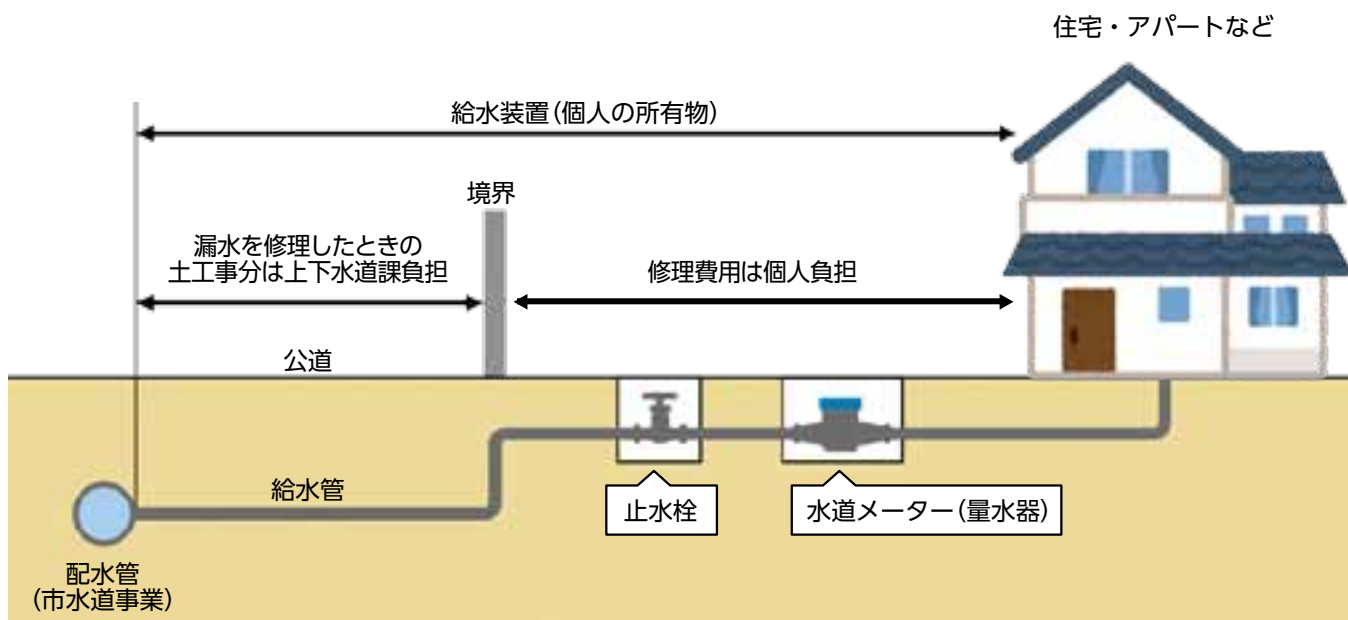 住宅・アパートなど
給水装置(個人の所有物)
境界
漏水を修理したときの
土工事分は上下水道課負担
修理費用は個人負担
公道
給水管
止水栓
水道メーター(量水器)
配水管
(市水道事業)